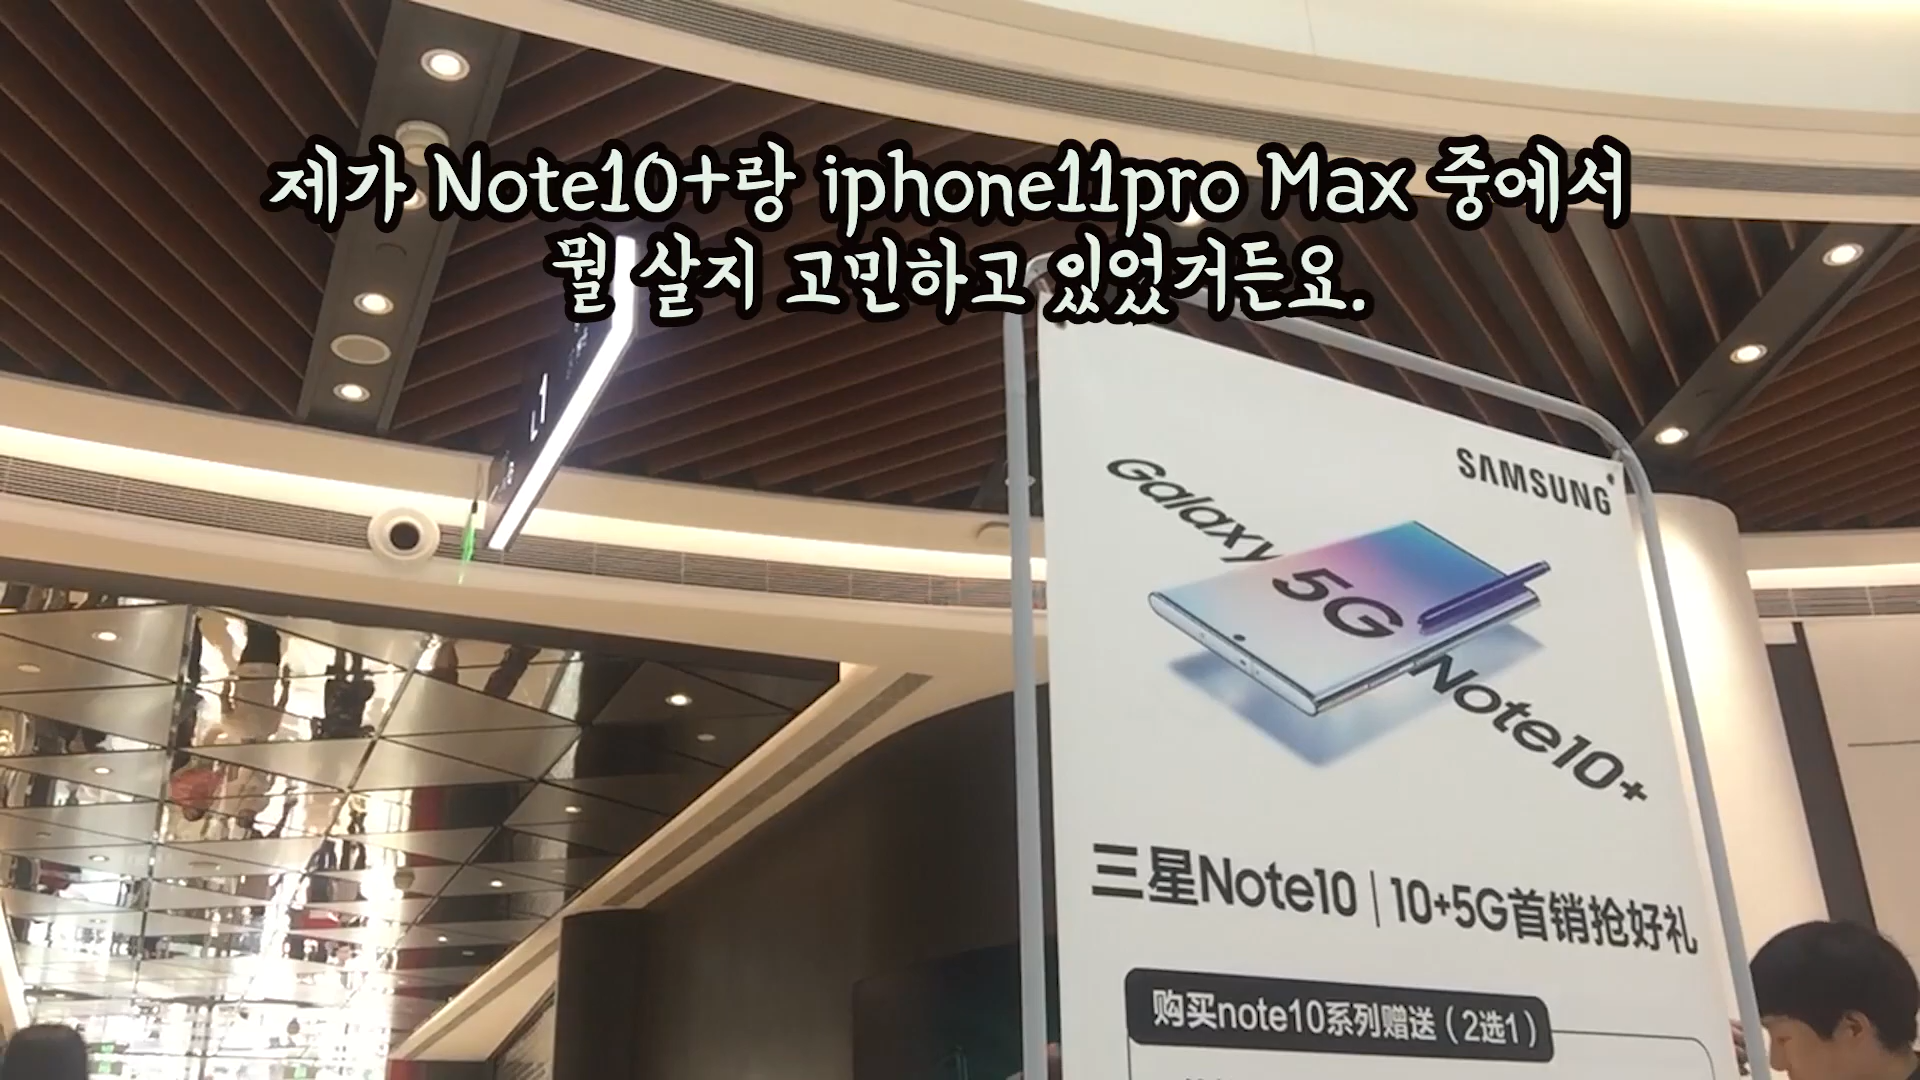 제가 Note10+랑 iphone11pro Max 중에서
뭘 살지 고민하고 있었거든요.
L1
SAMSUNG
Galaxy
5G
Note10+
三星Note10 | 10+5G首销抢好礼
购买note10系列赠送（2选1）